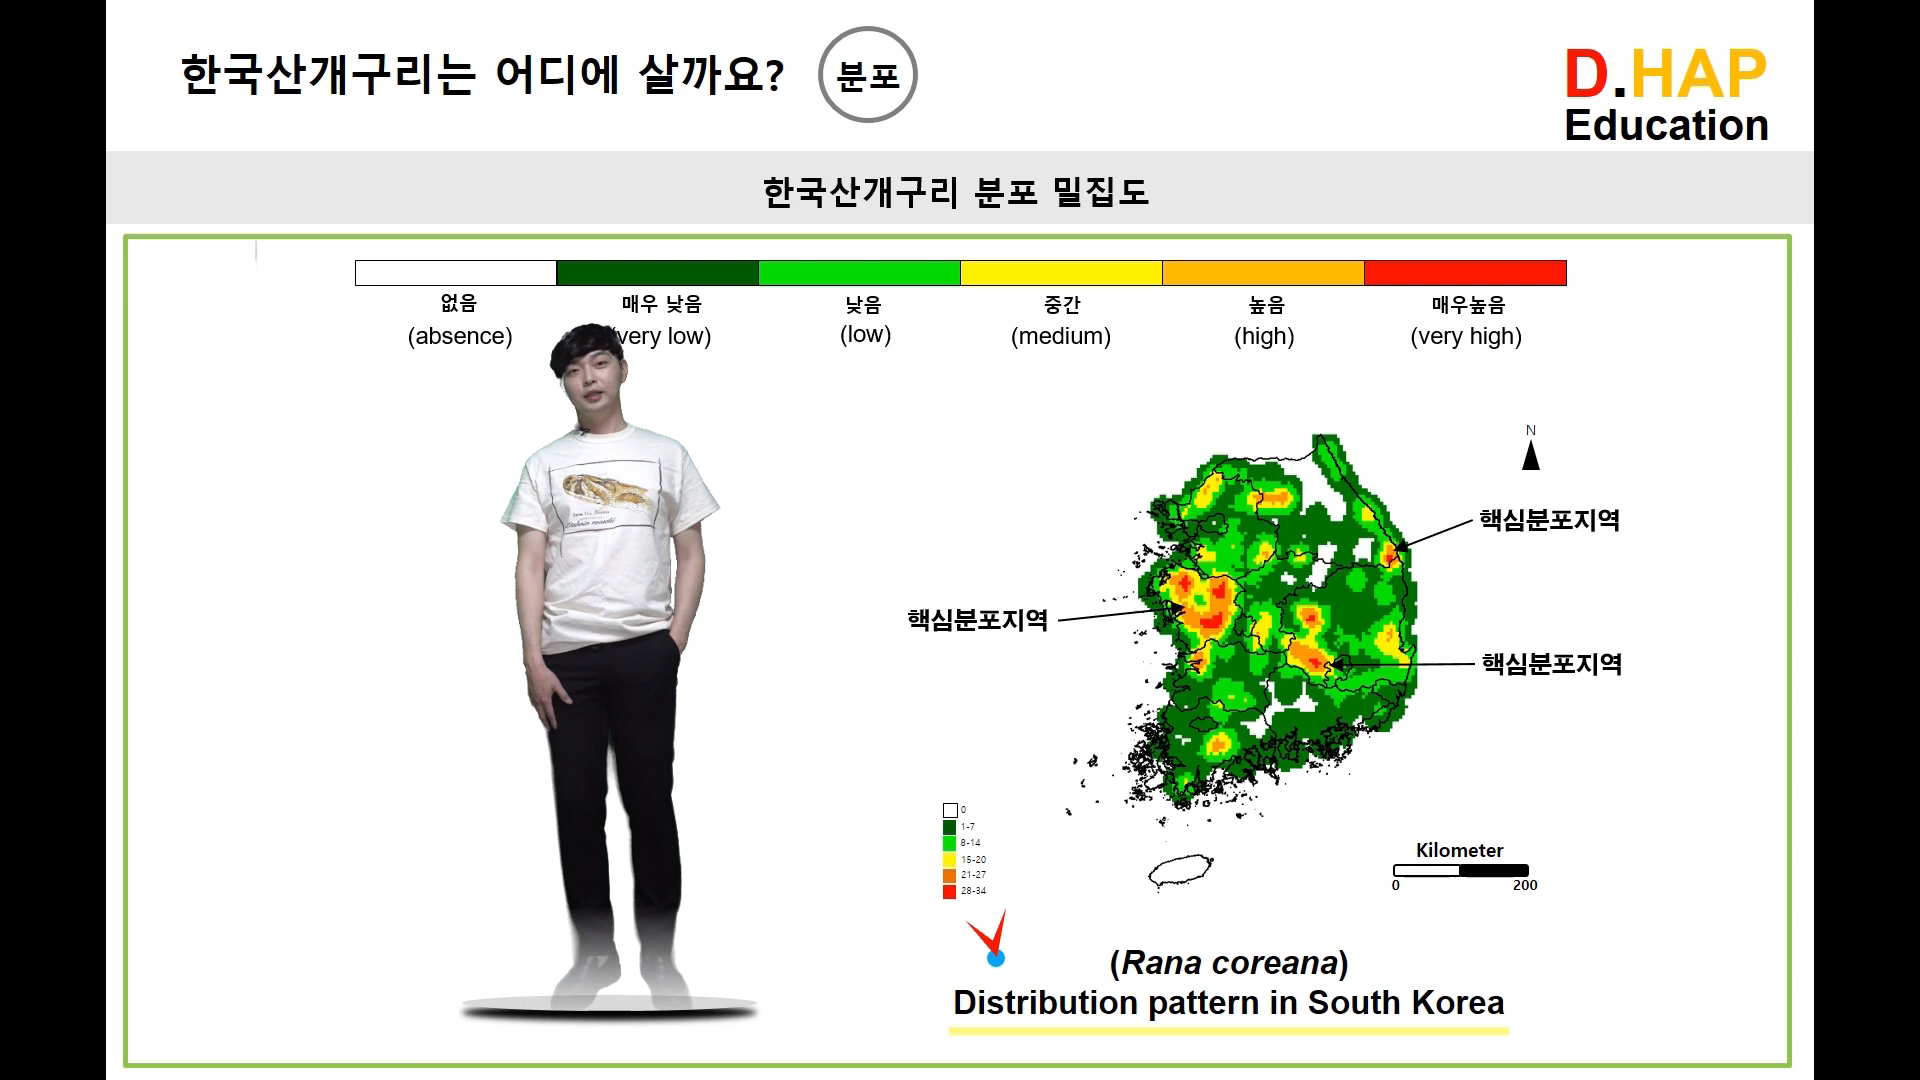 한국산개구리는 어디에 살까요?
분포
D.HAP
Education
한국산개구리 분포 밀집도
없음
(absence)
매우 낮음
(very low)
낮음
(low)
중간
(medium)
높음
(high)
매우높음
(very high)
N
핵심분포지역
핵심분포지역
핵심분포지역
0
1-7
8-14
15-20
21-27
28-34
Kilometer
0 200
(Rana coreana)
Distribution pattern in South Korea